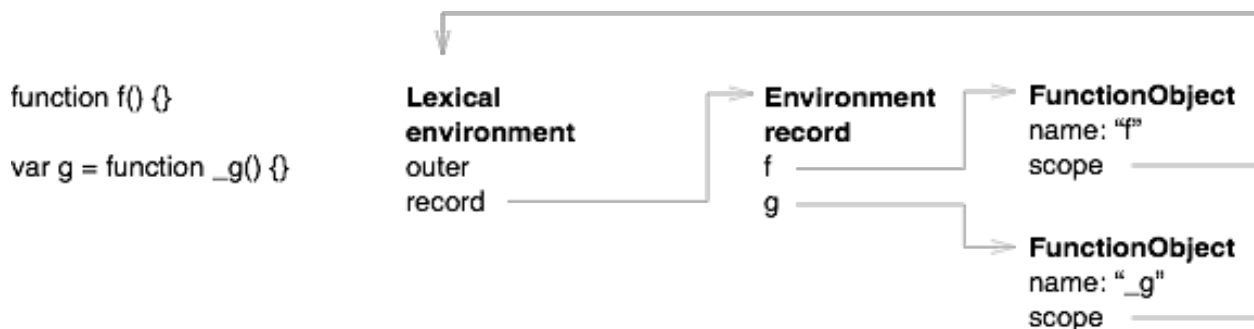 function f() {}
var g = function _g() {}
Lexical
environment
outer
record
Environment
record
f
g
FunctionObject
name: “f”
scope
FunctionObject
name: “_g”
scope